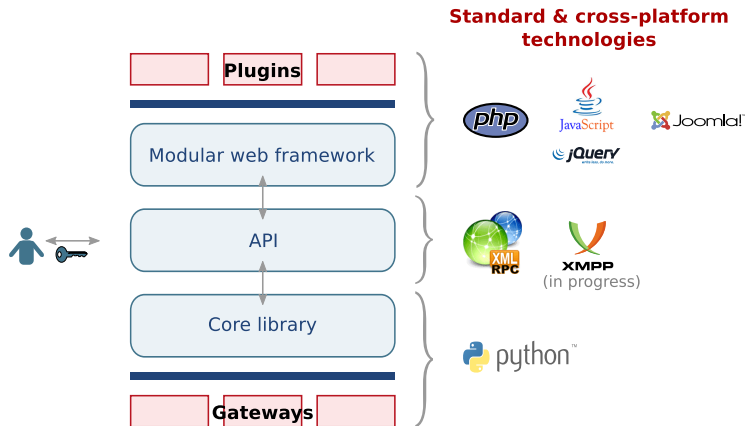 Standard & cross-platform
technologies
Plugins
php
JavaScript
Joomla!
jQuery
Modular web framework
API
XML
RPC
XMPP
(in progress)
Core library
python™
Gateways